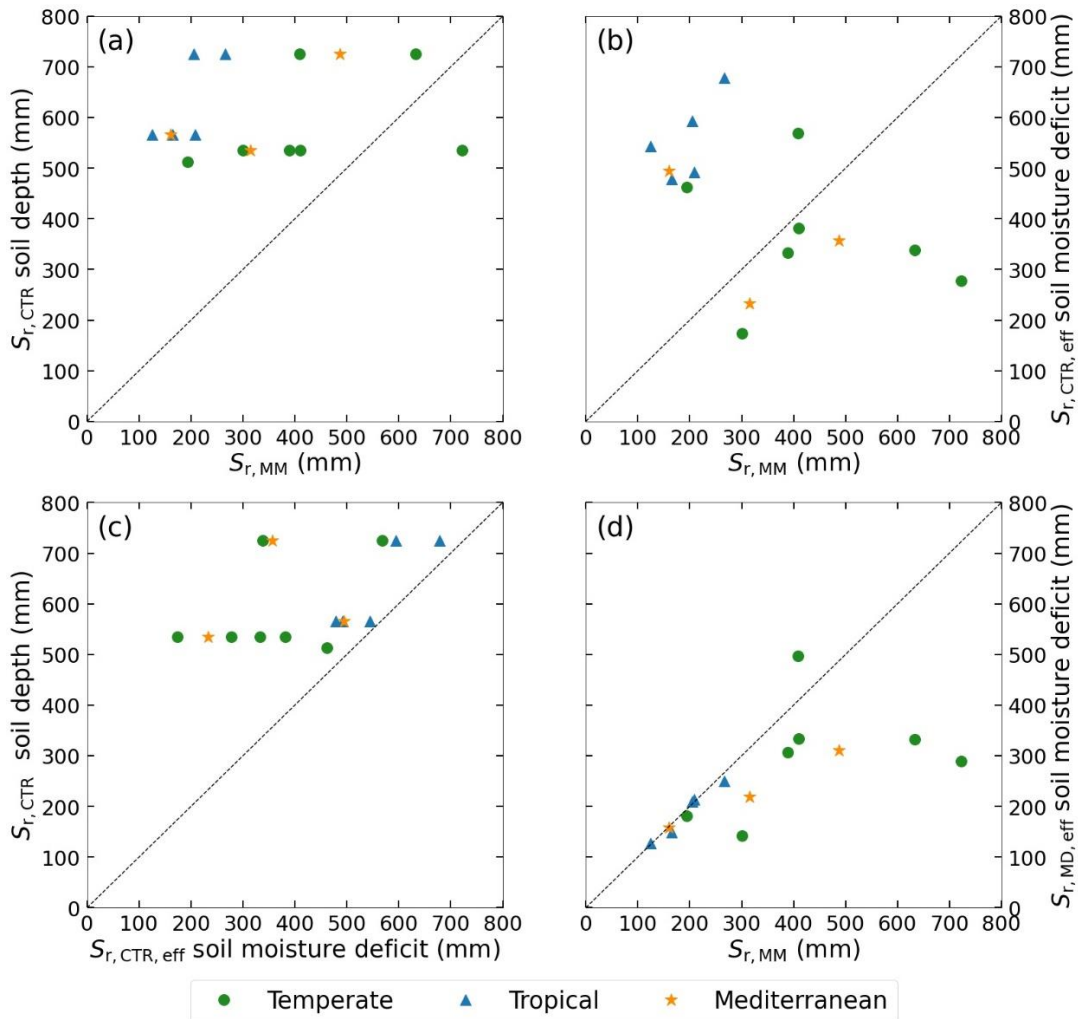 (a)
S_r,CTR soil depth (mm)
800
700
600
500
400
300
200
100
0
0 100 200 300 400 500 600 700 800
S_r,MM (mm)
(b)
800
700
600
500
400
300
200
100
0
S_r,CTR,eff soil moisture deficit (mm)
0 100 200 300 400 500 600 700 800
S_r,MM (mm)
(c)
S_r,CTR soil depth (mm)
800
700
600
500
400
300
200
100
0
0 100 200 300 400 500 600 700 800
S_r,CTR,eff soil moisture deficit (mm)
(d)
800
700
600
500
400
300
200
100
0
S_r,MD,eff soil moisture deficit (mm)
0 100 200 300 400 500 600 700 800
S_r,MM (mm)
Temperate Tropical Mediterranean